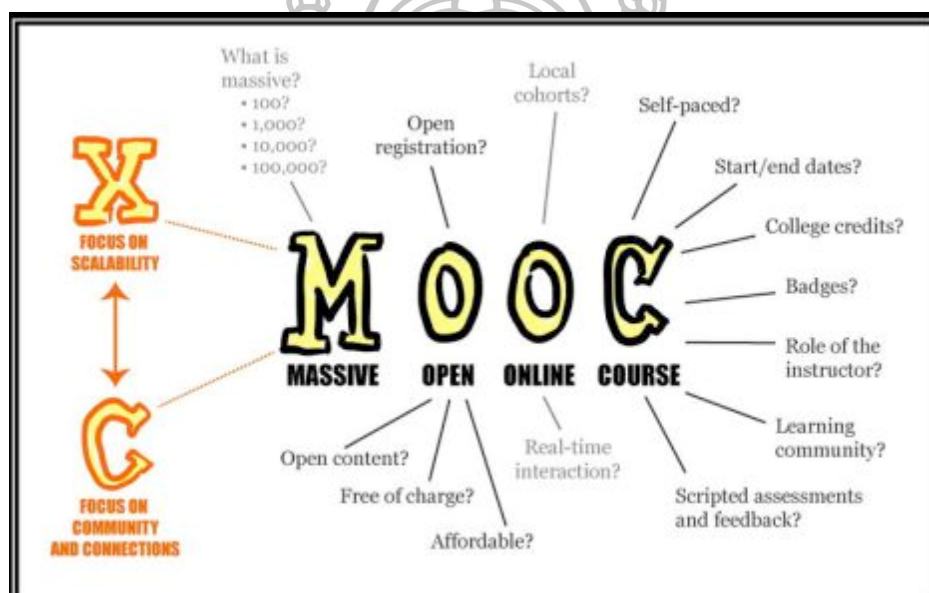 What is
massive?
• 100?
• 1,000?
• 10,000?
• 100,000?
Open
registration?
Local
cohorts?
Self-paced?
Start/end dates?
College credits?
Badges?
Role of the
instructor?
Learning
community?
Scripted assessments
and feedback?
X
FOCUS ON
SCALABILITY
C
FOCUS ON
COMMUNITY
AND CONNECTIONS
MOOC
MASSIVE OPEN ONLINE COURSE
Open content?
Free of charge?
Affordable?
Real-time
interaction?